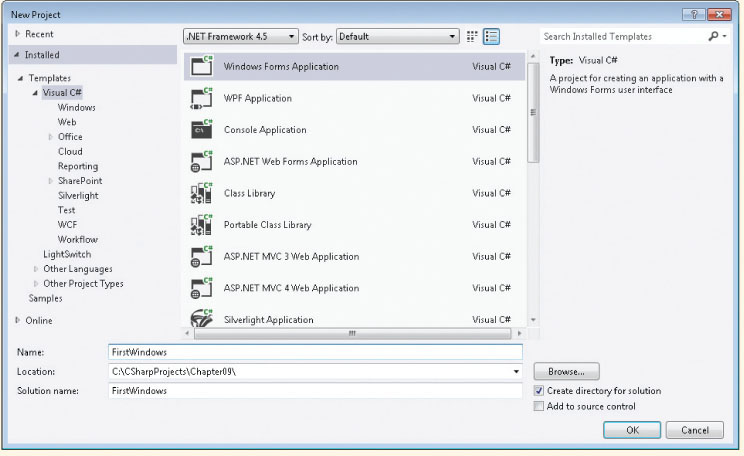 New Project
Recent
.NET Framework 4.5 Sort by: Default
Search Installed Templates
Installed
Templates
Visual C#
Windows
Web
Office
Cloud
Reporting
SharePoint
Silverlight
Test
WCF
Workflow
LightSwitch
Other Languages
Other Project Types
Samples
Online
Windows Forms Application Visual C#
WPF Application Visual C#
Console Application Visual C#
ASP.NET Web Forms Application Visual C#
Class Library Visual C#
Portable Class Library Visual C#
ASP.NET MVC 3 Web Application Visual C#
ASP.NET MVC 4 Web Application Visual C#
Silverlight Application Visual C#
Type: Visual C#
A project for creating an application with a
Windows Forms user interface
Name: FirstWindows
Location: C:\CSharpProjects\Chapter09\ Browse...
Solution name: FirstWindows
Create directory for solution
Add to source control
OK Cancel